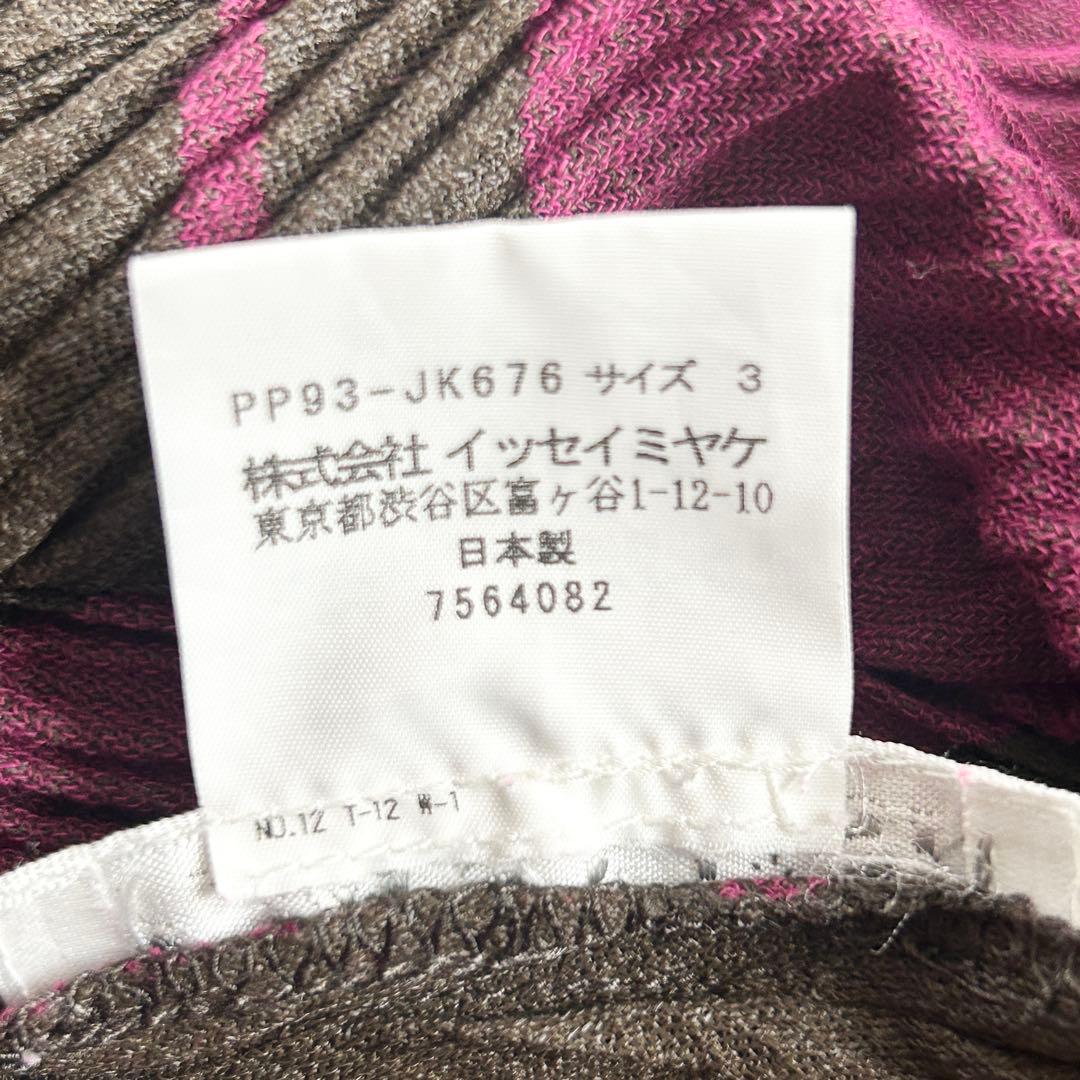 PP93-JK676 サイズ 3
株式会社 イッセイミヤケ
東京都渋谷区富ヶ谷1-12-10
日本製
7564082
NO.12 T-12 W-1